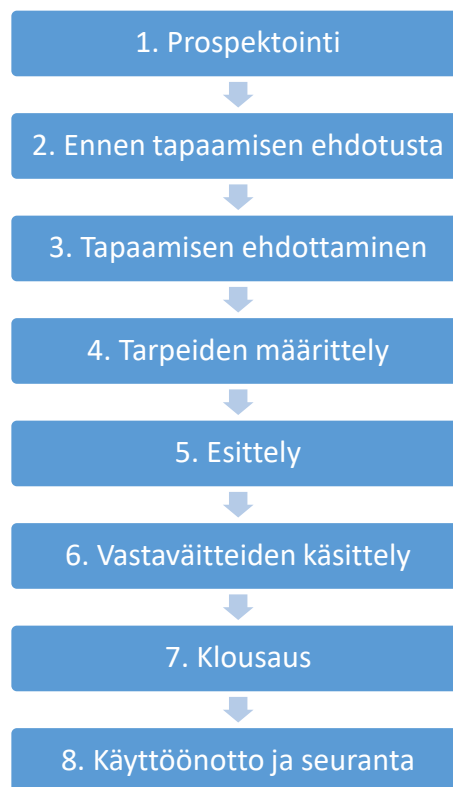 1. Prospektointi
2. Ennen tapaamisen ehdotusta
3. Tapaamisen ehdottaminen
4. Tarpeiden määrittely
5. Esittely
6. Vastaväitteiden käsittely
7. Klousaus
8. Käyttöönotto ja seuranta